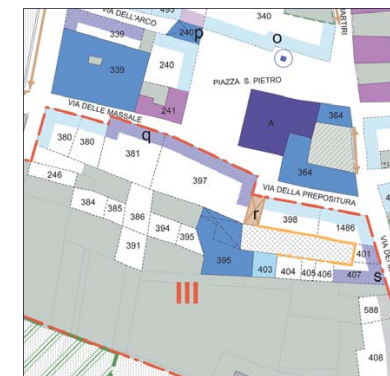 495
340
MARTIRI
VIA DELL'ARCO
240
p
o
339
PIAZZA S. PIETRO
339
240
VIA DELLE MASSALE
241
364
A
q
380
380
381
364
397
VIA DELLA PREPOSITURA
246
384
385
386
r
398
1486
394
395
391
401
395
403
404
405
406
407
s
III
588
408